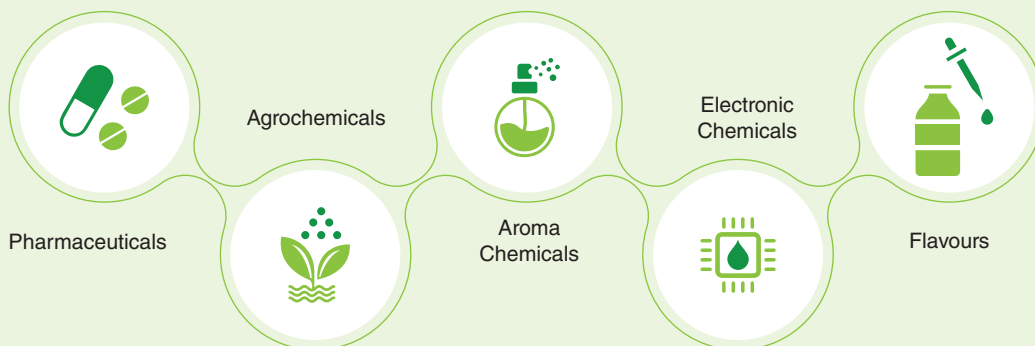 Pharmaceuticals
Agrochemicals
Aroma
Chemicals
Electronic
Chemicals
Flavours